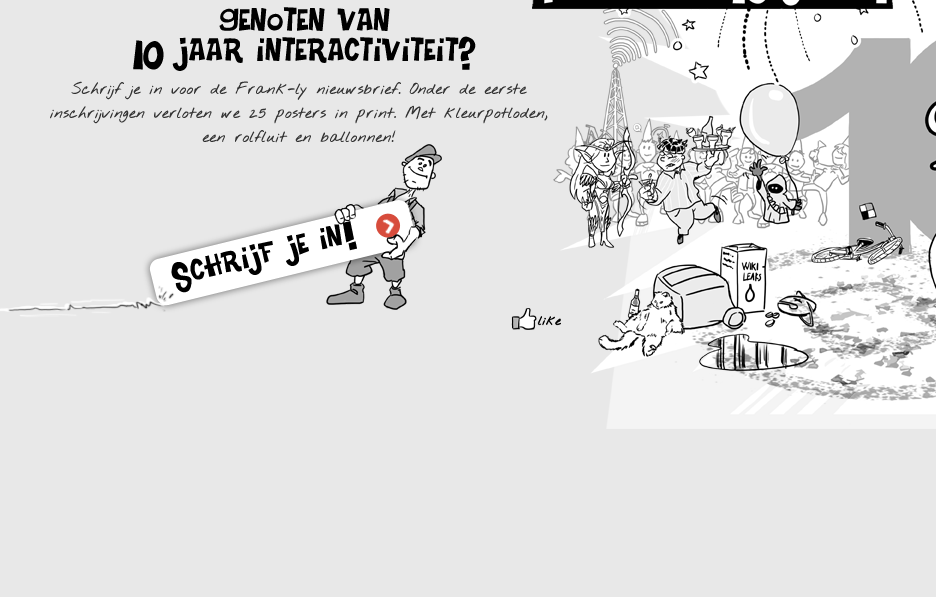 GENOTEN VAN
10 JAAR INTERACTIVITEIT?
Schrijf je in voor de Frank-ly nieuwsbrief. Onder de eerste
inschrijvingen verloten we 25 posters in print. Met kleurpotloden,
een rolfluit en ballonnen!
SCHRIJF JE IN!
like
WIKI-
LEAKS